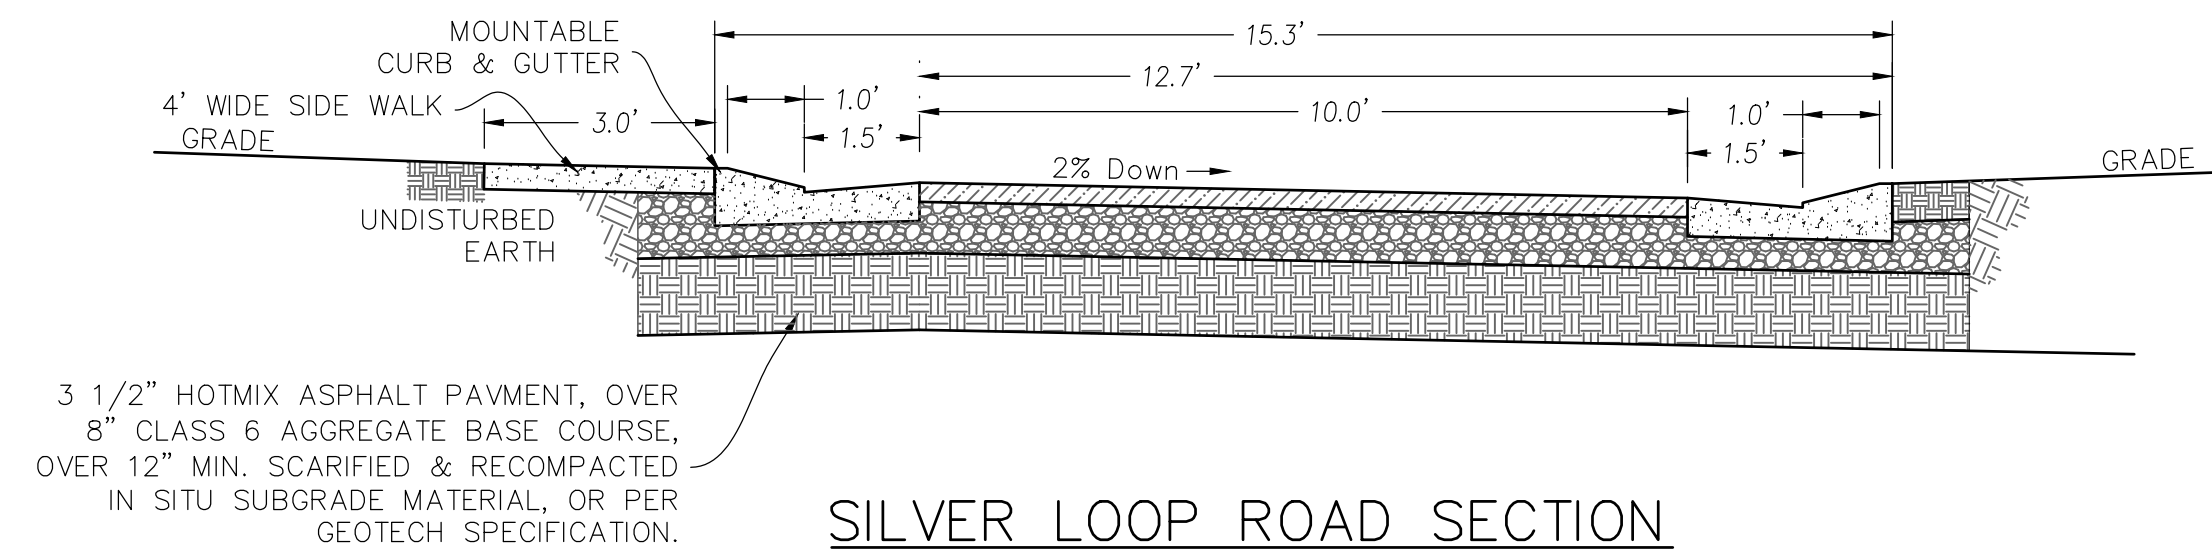 MOUNTABLE
CURB & GUTTER
4' WIDE SIDE WALK
GRADE
3.0'
15.3'
12.7'
1.0'
10.0'
1.0'
1.5'
1.5'
2% Down
GRADE
UNDISTURBED
EARTH
3 1/2" HOTMIX ASPHALT PAVMENT, OVER
8" CLASS 6 AGGREGATE BASE COURSE,
OVER 12" MIN. SCARIFIED & RECOMPACTED
IN SITU SUBGRADE MATERIAL, OR PER
GEOTECH SPECIFICATION.
SILVER LOOP ROAD SECTION